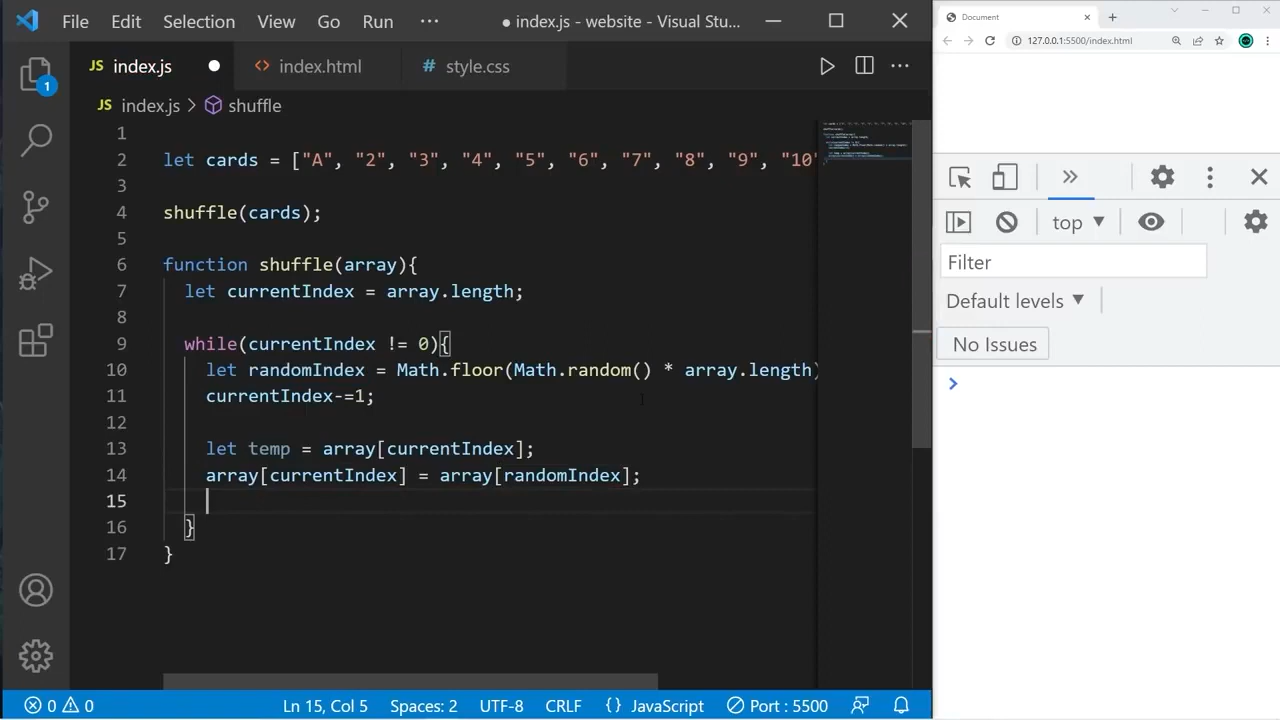 File Edit Selection View Go Run ··· ● index.js - website - Visual Stu...
JS index.js ● <> index.html # style.css
JS index.js > shuffle
1
2 let cards = ["A", "2", "3", "4", "5", "6", "7", "8", "9", "10"
3
4 shuffle(cards);
5
6 function shuffle(array){
7 let currentIndex = array.length;
8
9 while(currentIndex != 0){
10 let randomIndex = Math.floor(Math.random() * array.length)
11 currentIndex-=1;
12
13 let temp = array[currentIndex];
14 array[currentIndex] = array[randomIndex];
15
16 }
17 }
1
0 0 Ln 15, Col 5 Spaces: 2 UTF-8 CRLF {} JavaScript Port : 5500
Document
127.0.0.1:5500/index.html
top
Filter
Default levels
No Issues